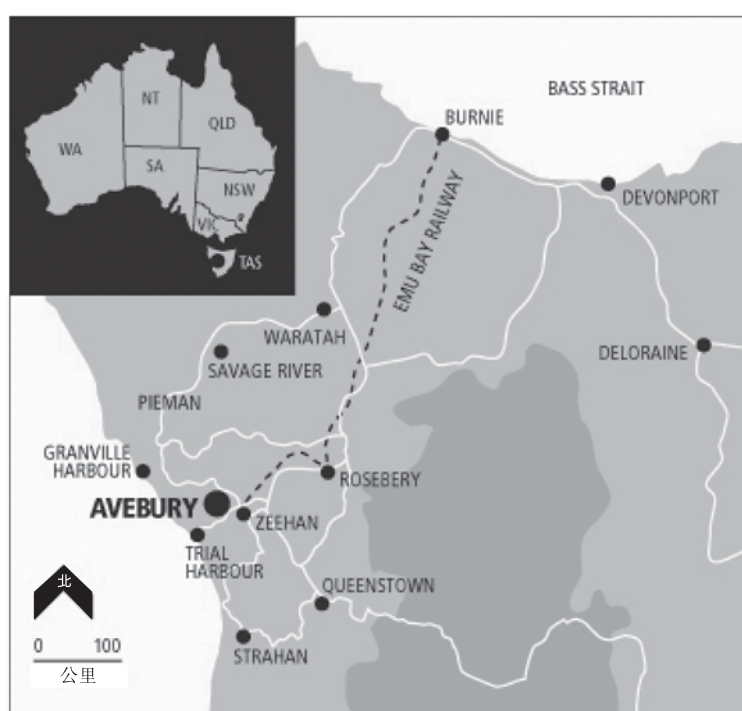 NT
QLD
WA
SA
NSW
VIC
TAS
BASS STRAIT
BURNIE
DEVONPORT
EMU BAY RAILWAY
WARATAH
DELORAINE
SAVAGE RIVER
PIEMAN
GRANVILLE
HARBOUR
ROSEBERY
AVEBURY
ZEEHAN
TRIAL
HARBOUR
北
QUEENSTOWN
0 100
公里
STRAHAN